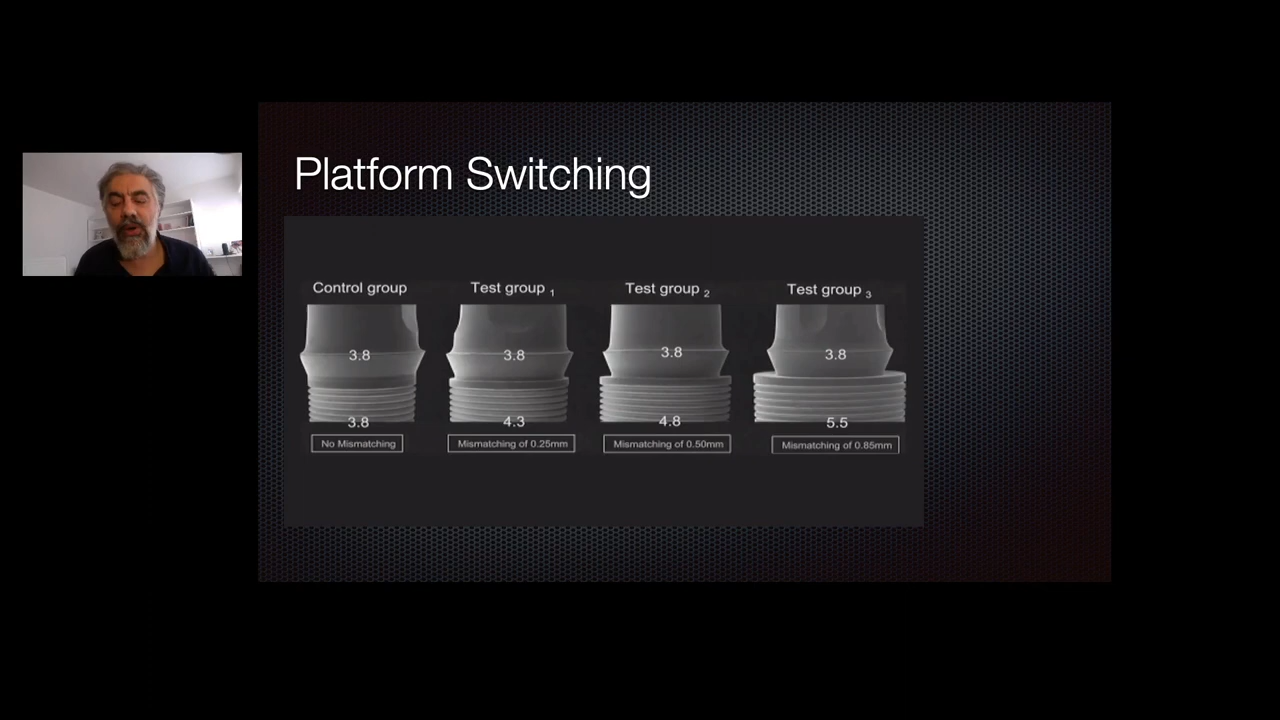 Platform Switching
Control group Test group 1 Test group 2 Test group 3
3.8 3.8 3.8 3.8
3.8 4.3 4.8 5.5
No Mismatching Mismatching of 0.25mm Mismatching of 0.50mm Mismatching of 0.85mm